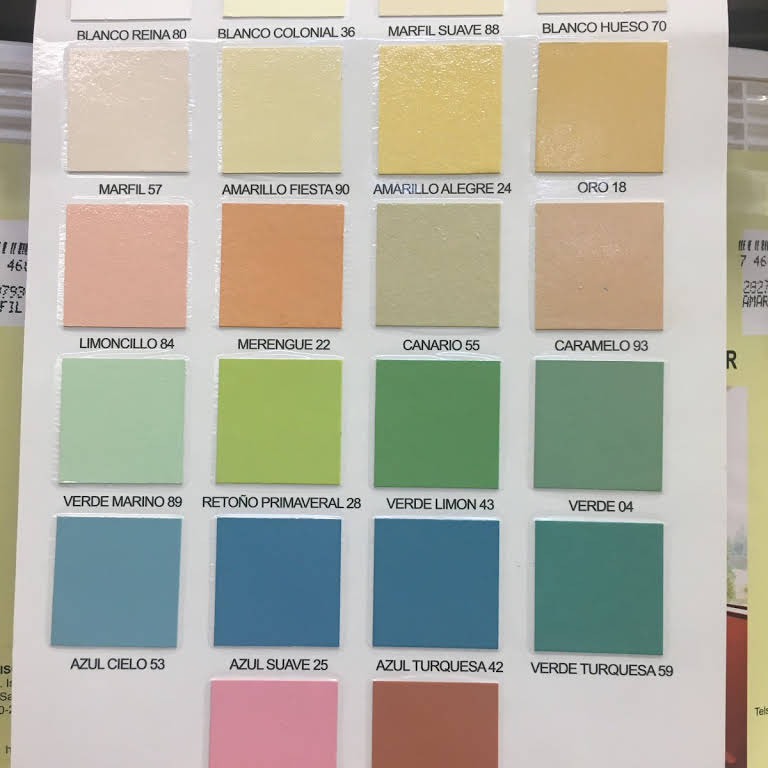 BLANCO REINA 80
BLANCO COLONIAL 36
MARFIL SUAVE 88
BLANCO HUESO 70
MARFIL 57
AMARILLO FIESTA 90
AMARILLO ALEGRE 24
ORO 18
LIMONCILLO 84
MERENGUE 22
CANARIO 55
CARAMELO 93
VERDE MARINO 89
RETOÑO PRIMAVERAL 28
VERDE LIMON 43
VERDE 04
AZUL CIELO 53
AZUL SUAVE 25
AZUL TURQUESA 42
VERDE TURQUESA 59
7 46
R